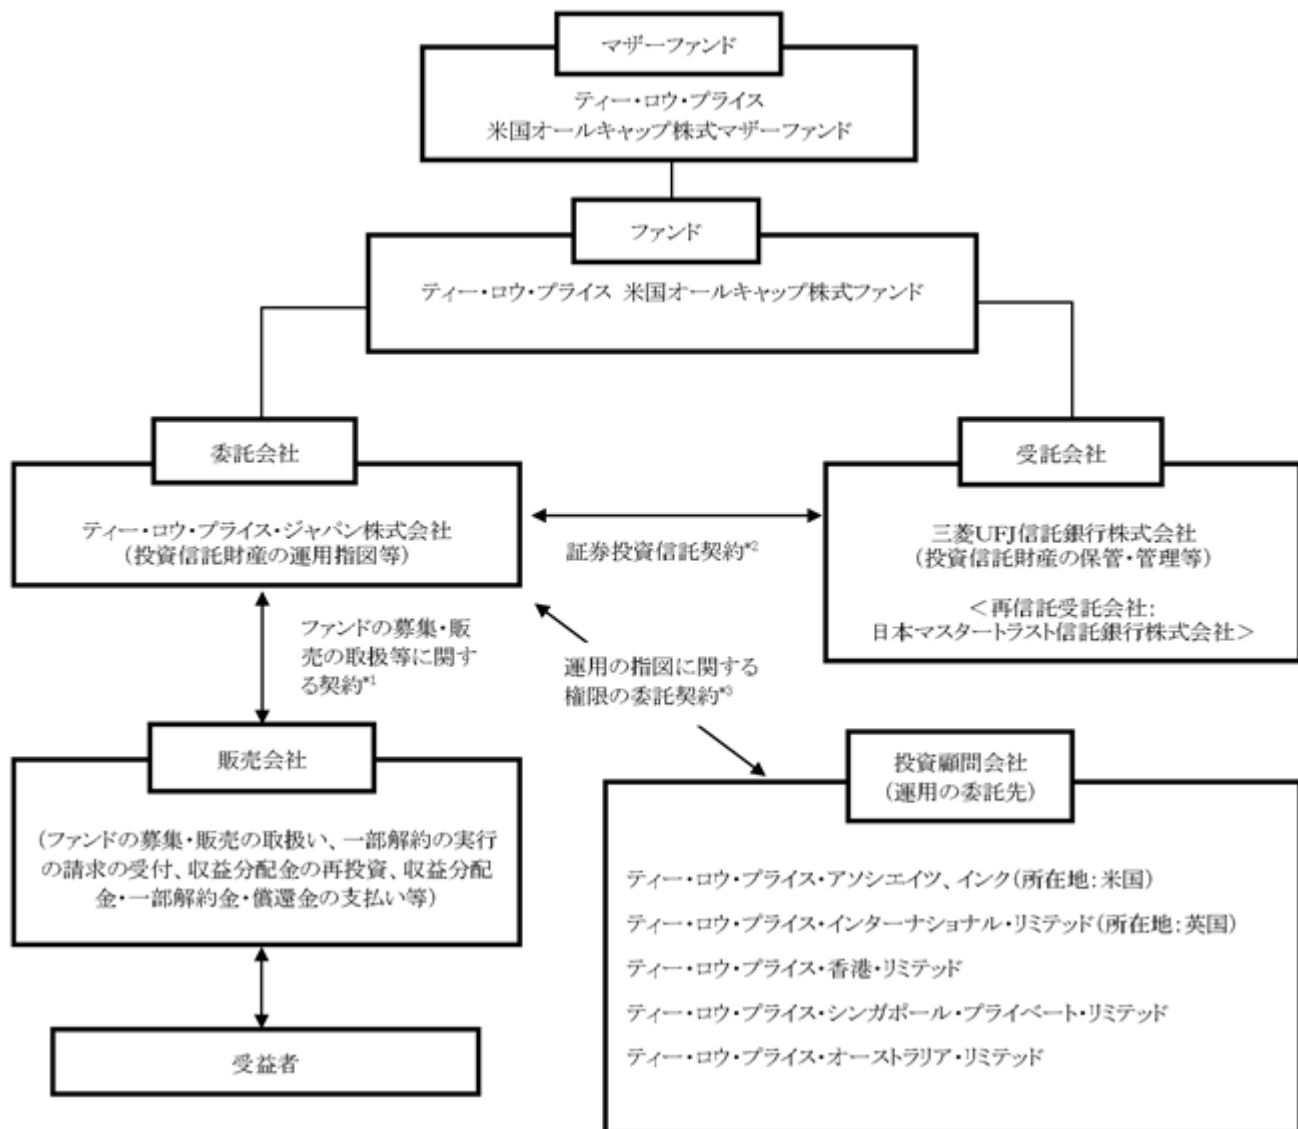 マザーファンド
ティー・ロウ・プライス
米国オールキャップ株式マザーファンド
ファンド
ティー・ロウ・プライス 米国オールキャップ株式ファンド
委託会社
ティー・ロウ・プライス・ジャパン株式会社
(投資信託財産の運用指図等)
証券投資信託契約*2
受託会社
三菱UFJ信託銀行株式会社
(投資信託財産の保管・管理等)
<再信託受託会社:
日本マスタートラスト信託銀行株式会社>
ファンドの募集・販
売の取扱等に関す
る契約*1
運用の指図に関する
権限の委託契約*3
販売会社
(ファンドの募集・販売の取扱い、一部解約の実行
の請求の受付、収益分配金の再投資、収益分配
金・一部解約金・償還金の支払い等)
受益者
投資顧問会社
(運用の委託先)
ティー・ロウ・プライス・アソシエイツ、インク(所在地:米国)
ティー・ロウ・プライス・インターナショナル・リミテッド(所在地:英国)
ティー・ロウ・プライス・香港・リミテッド
ティー・ロウ・プライス・シンガポール・プライベート・リミテッド
ティー・ロウ・プライス・オーストラリア・リミテッド